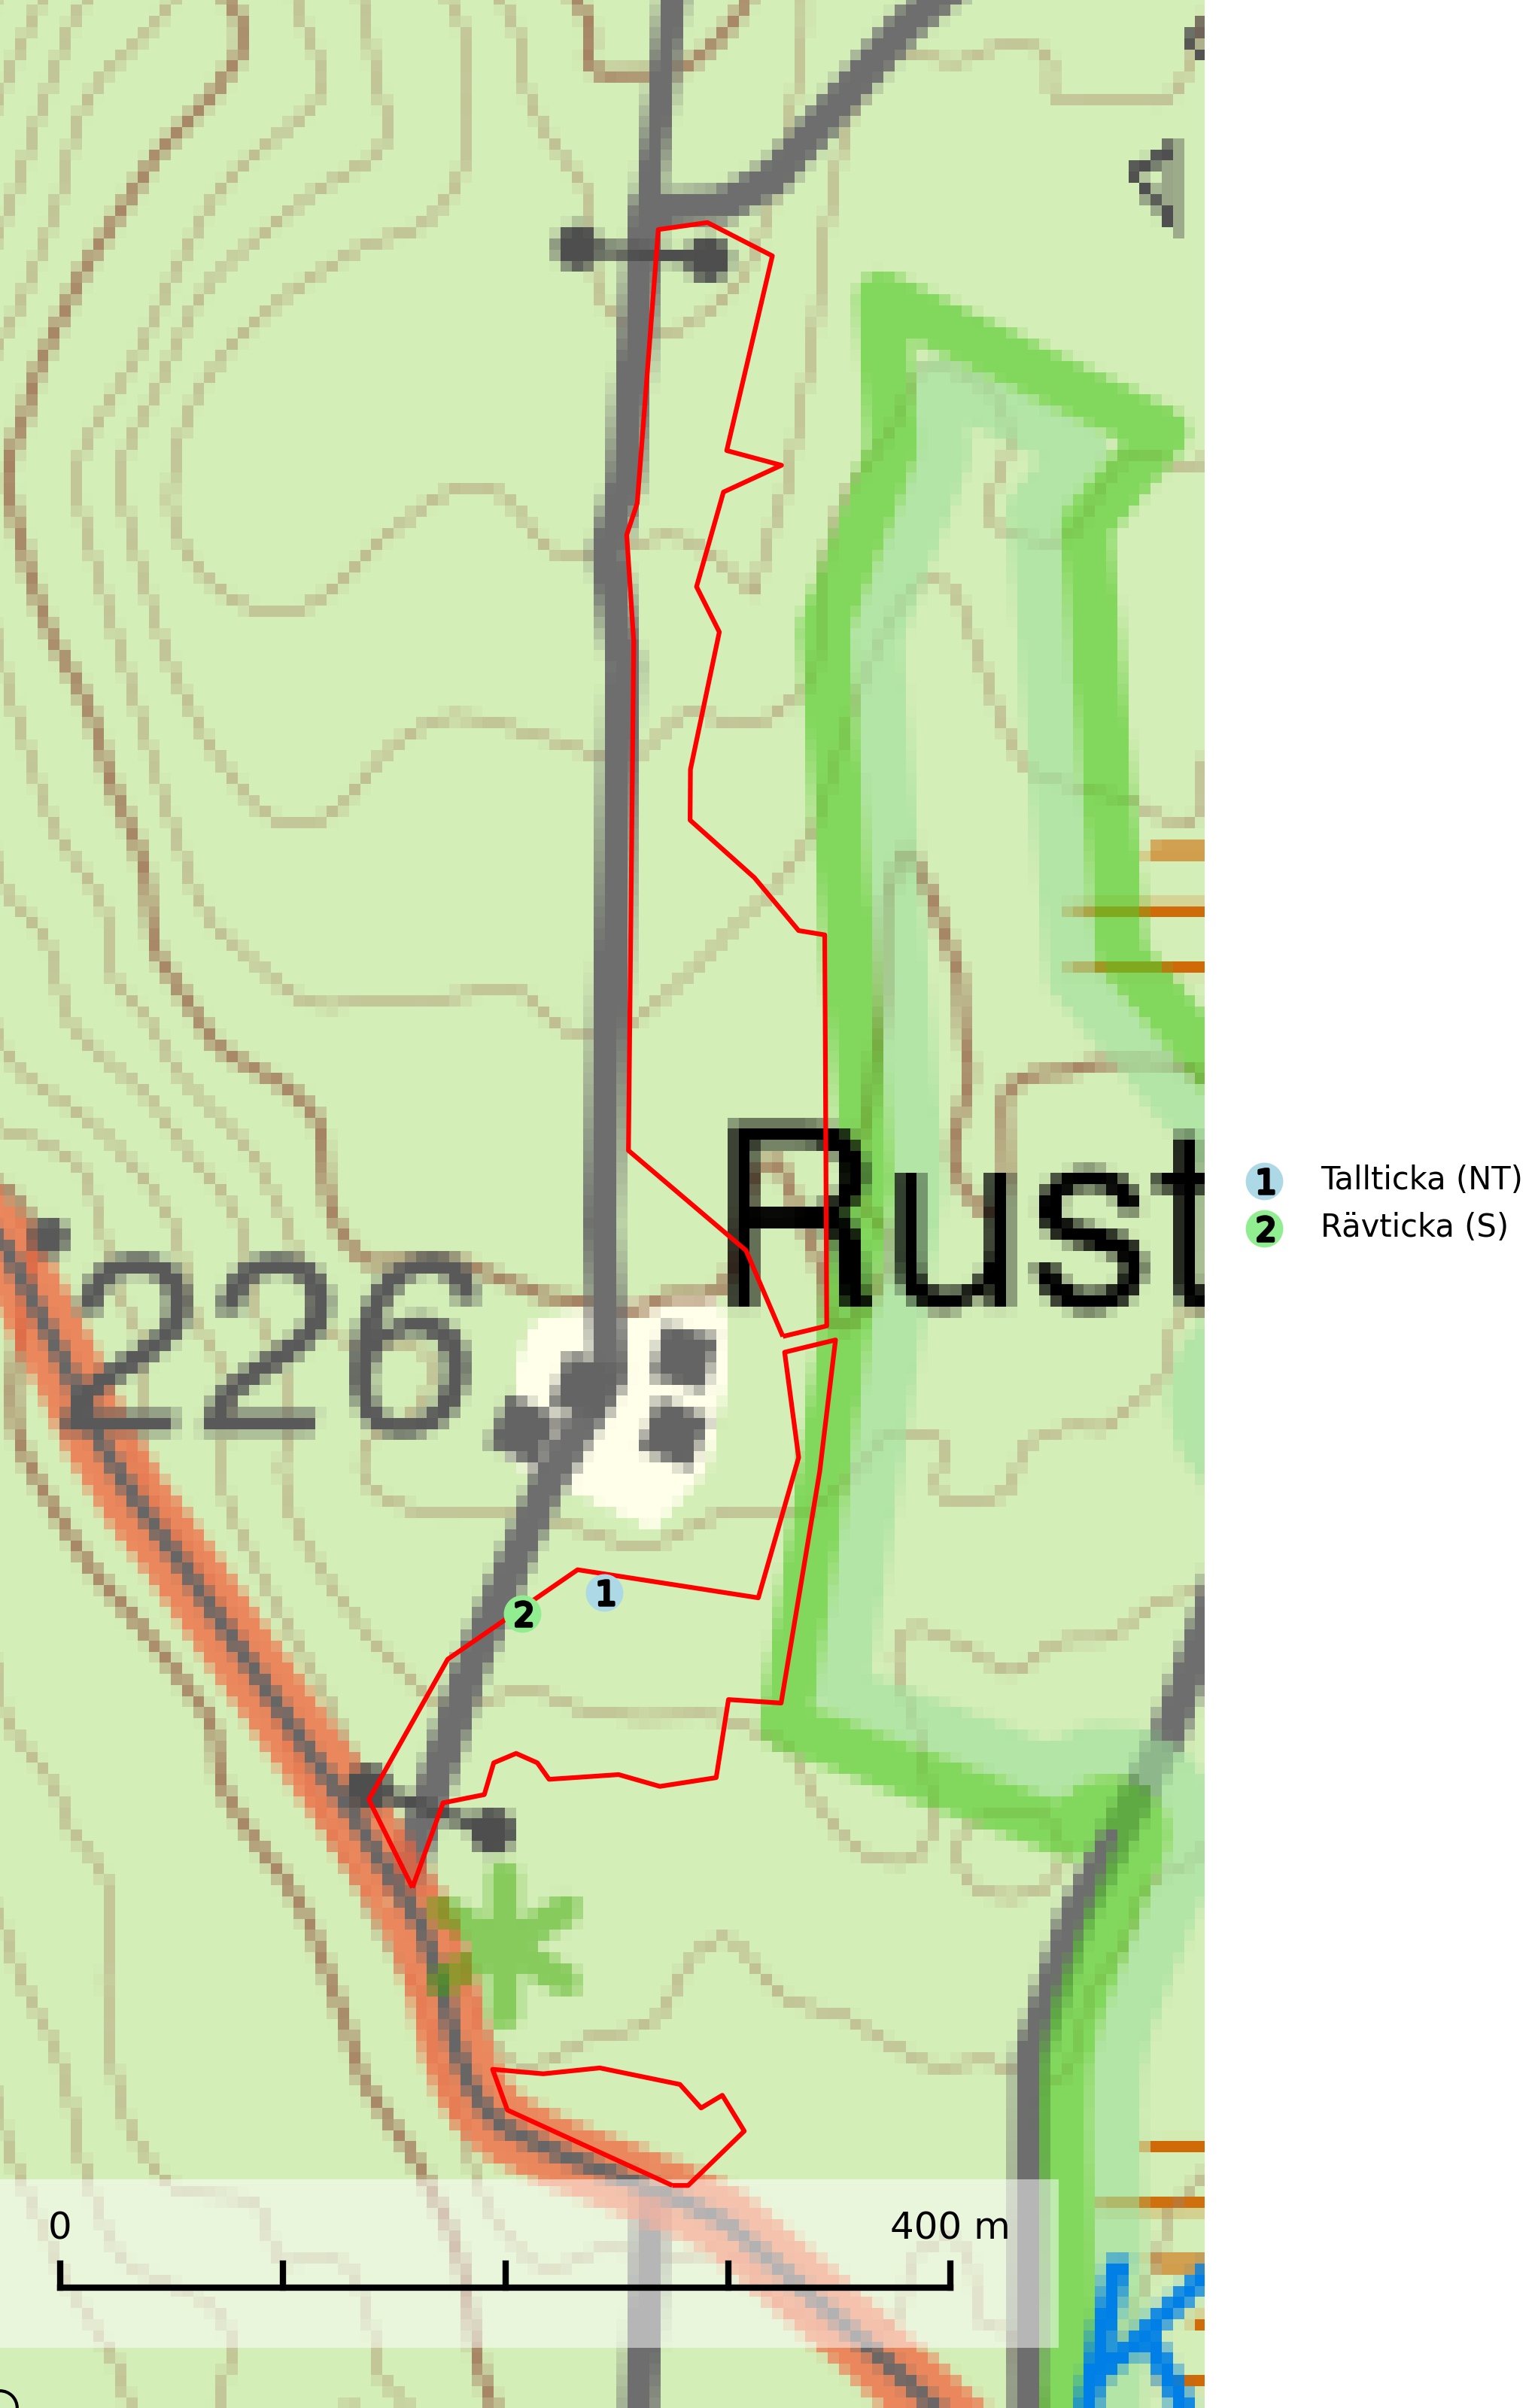 Rust
226
1 Tallticka (NT)
2 Rävticka (S)
1
2
0 400 m
K